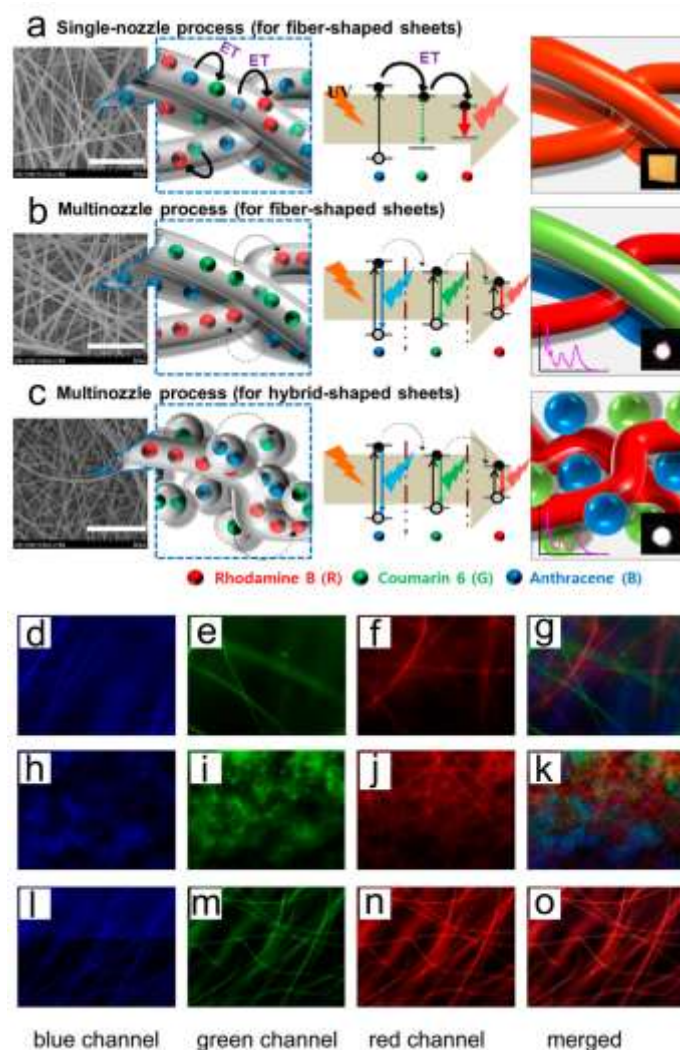 a Single-nozzle process (for fiber-shaped sheets)
ET
ET
ET
UV
b Multinozzle process (for fiber-shaped sheets)
c Multinozzle process (for hybrid-shaped sheets)
Rhodamine B (R) Coumarin 6 (G) Anthracene (B)
d e f g
h i j k
l m n o
blue channel green channel red channel merged